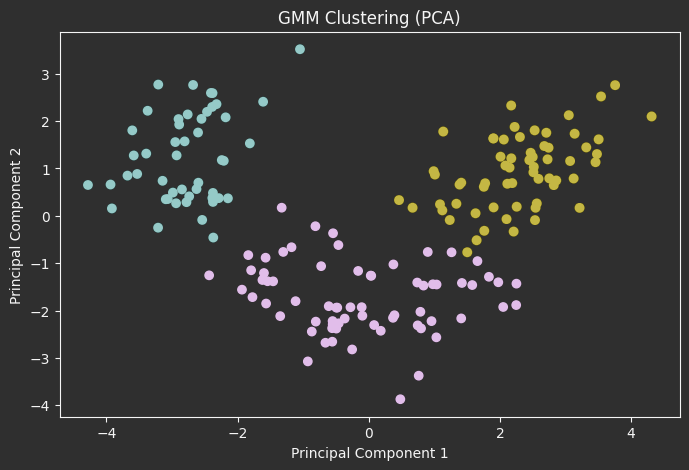 GMM Clustering (PCA)
3
2
1
0
−1
−2
−3
−4
Principal Component 2
−4 −2 0 2 4
Principal Component 1